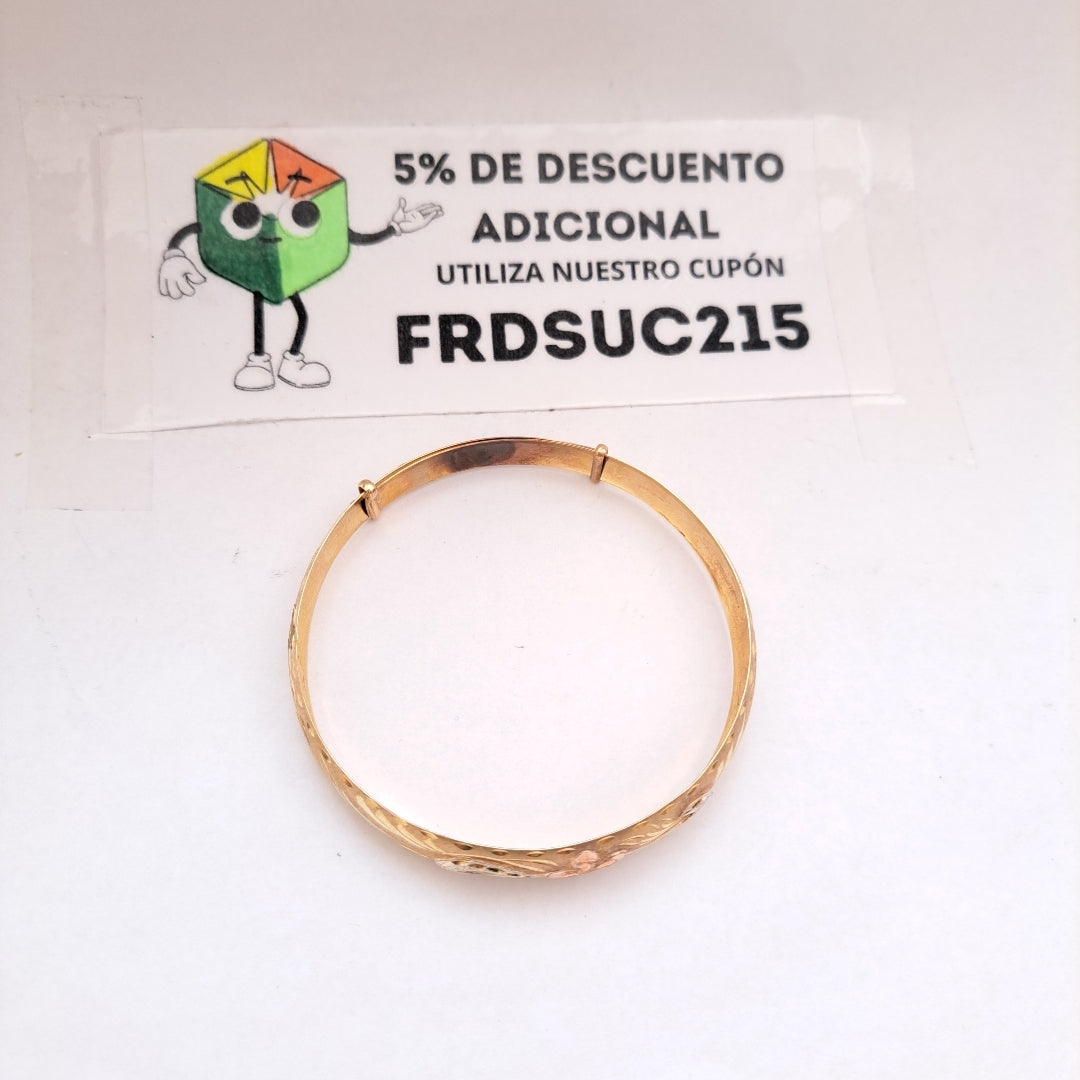 5% DE DESCUENTO
ADICIONAL
UTILIZA NUESTRO CUPÓN
FRDSUC215